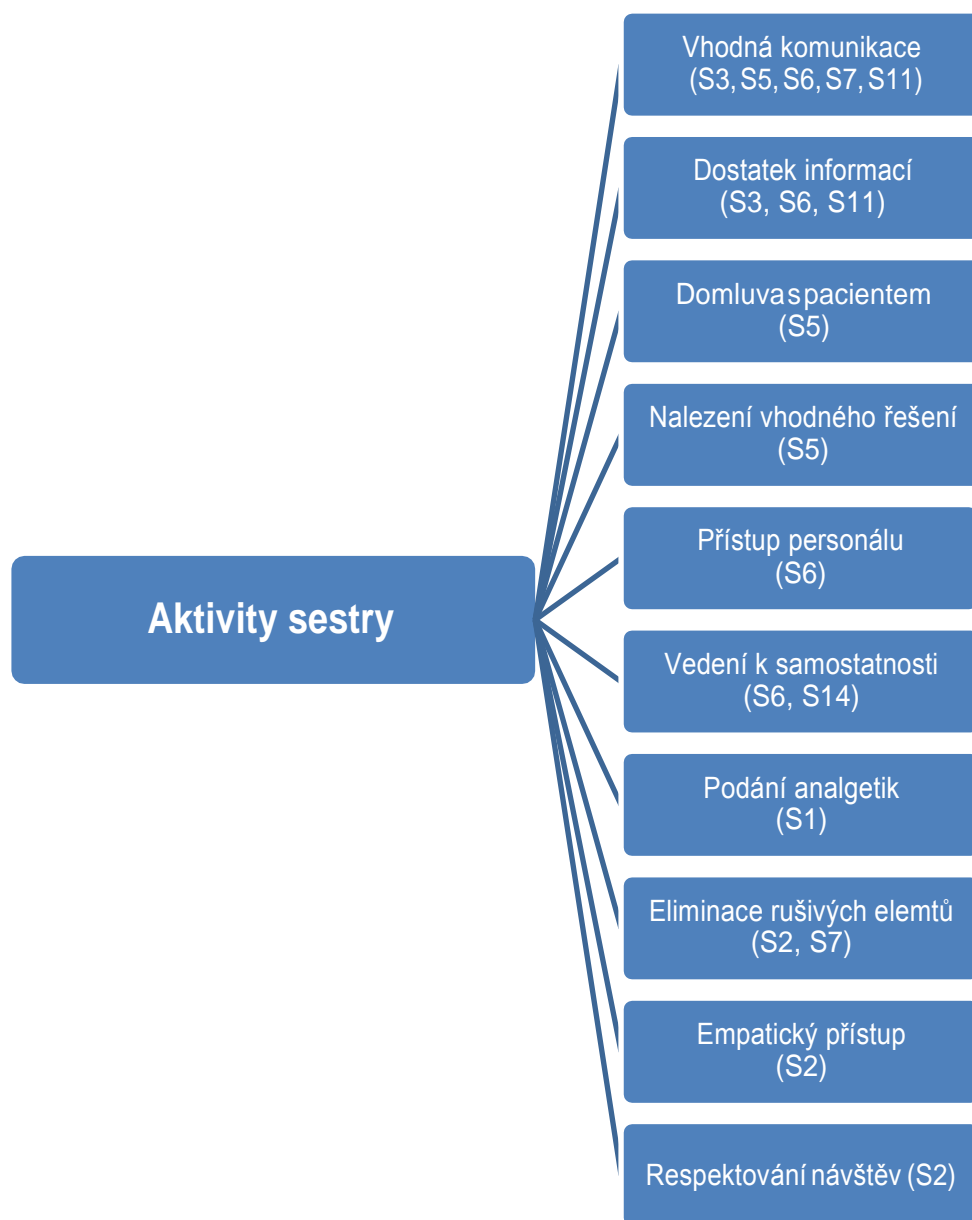 Vhodná komunikace
(S3, S5, S6, S7, S11)
Dostatek informací
(S3, S6, S11)
Domluva s pacientem
(S5)
Nalezení vhodného řešení
(S5)
Přístup personálu
(S6)
Aktivity sestry
Vedení k samostatnosti
(S6, S14)
Podání analgetik
(S1)
Eliminace rušivých elemtů
(S2, S7)
Empatický přístup
(S2)
Respektování návštěv (S2)